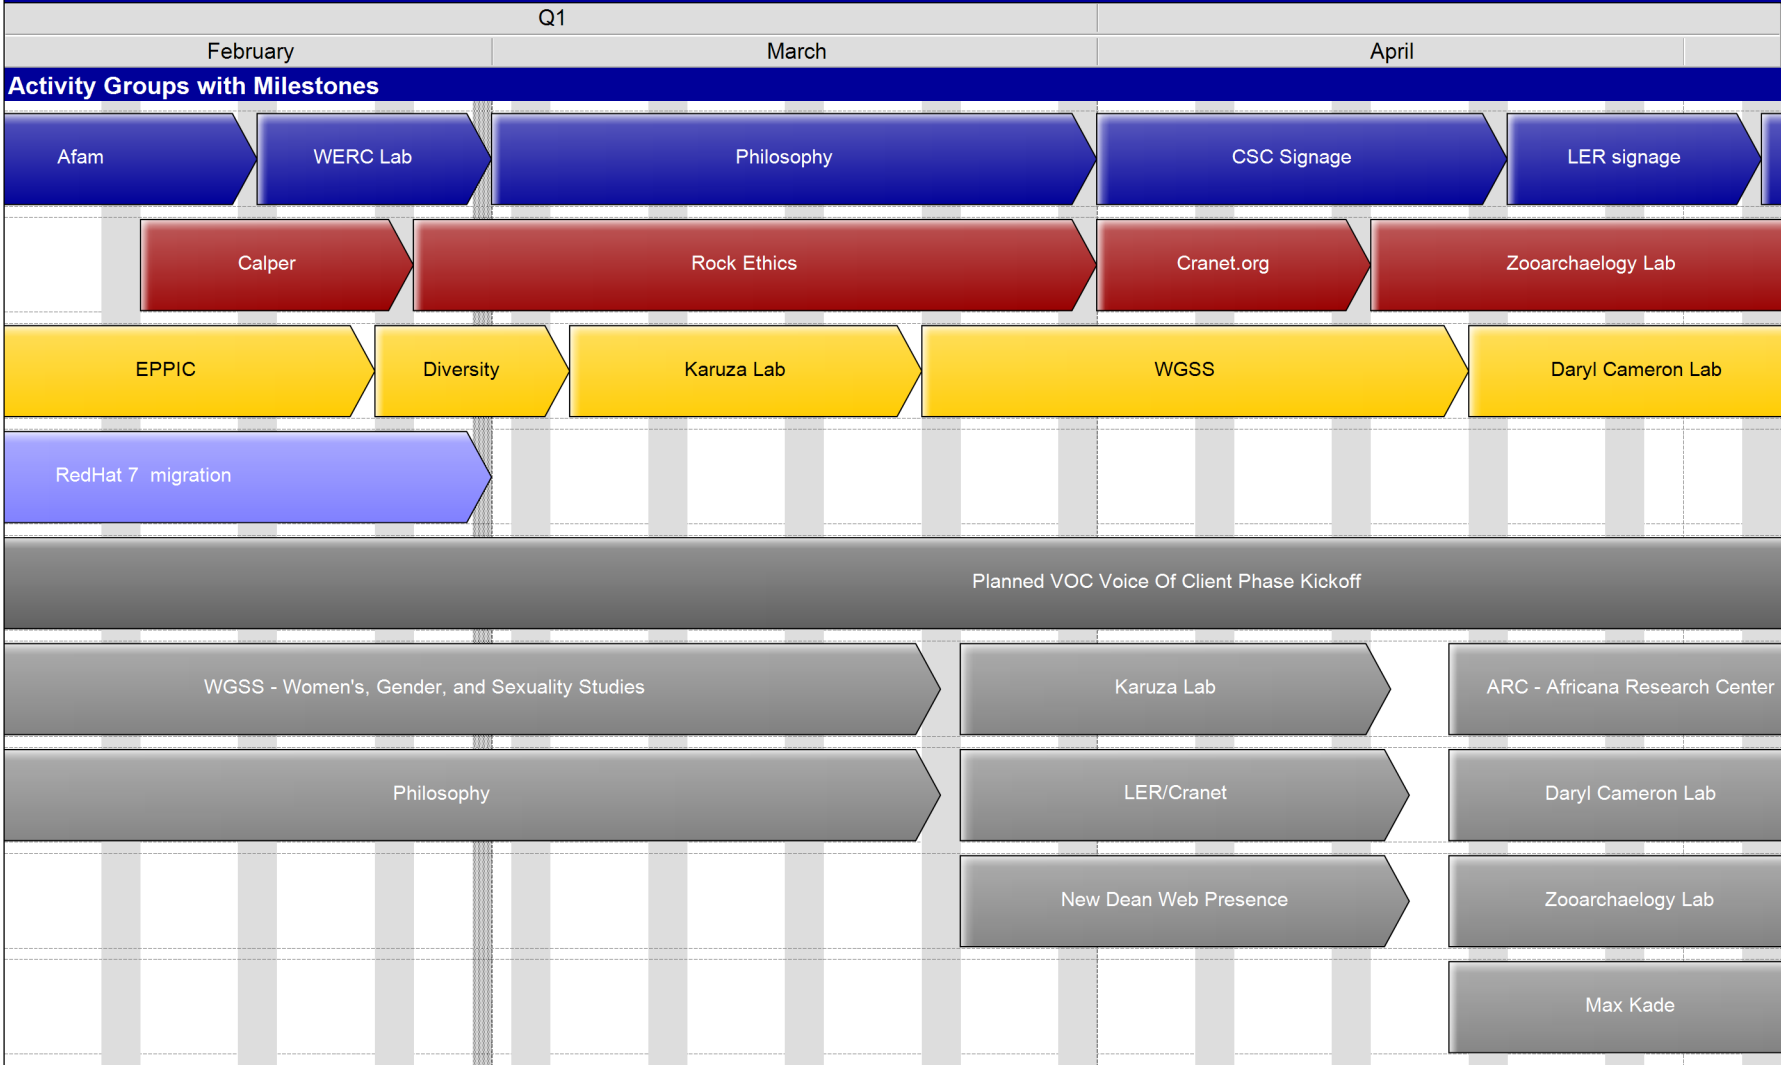 Q1
February March April
Activity Groups with Milestones
Afam WERC Lab Philosophy CSC Signage LER signage
Calper Rock Ethics Cranet.org Zooarchaelogy Lab
EPPIC Diversity Karuza Lab WGSS Daryl Cameron Lab
RedHat 7  migration
Planned VOC Voice Of Client Phase Kickoff
WGSS - Women's, Gender, and Sexuality Studies Karuza Lab ARC - Africana Research Center
Philosophy LER/Cranet Daryl Cameron Lab
New Dean Web Presence Zooarchaelogy Lab
Max Kade